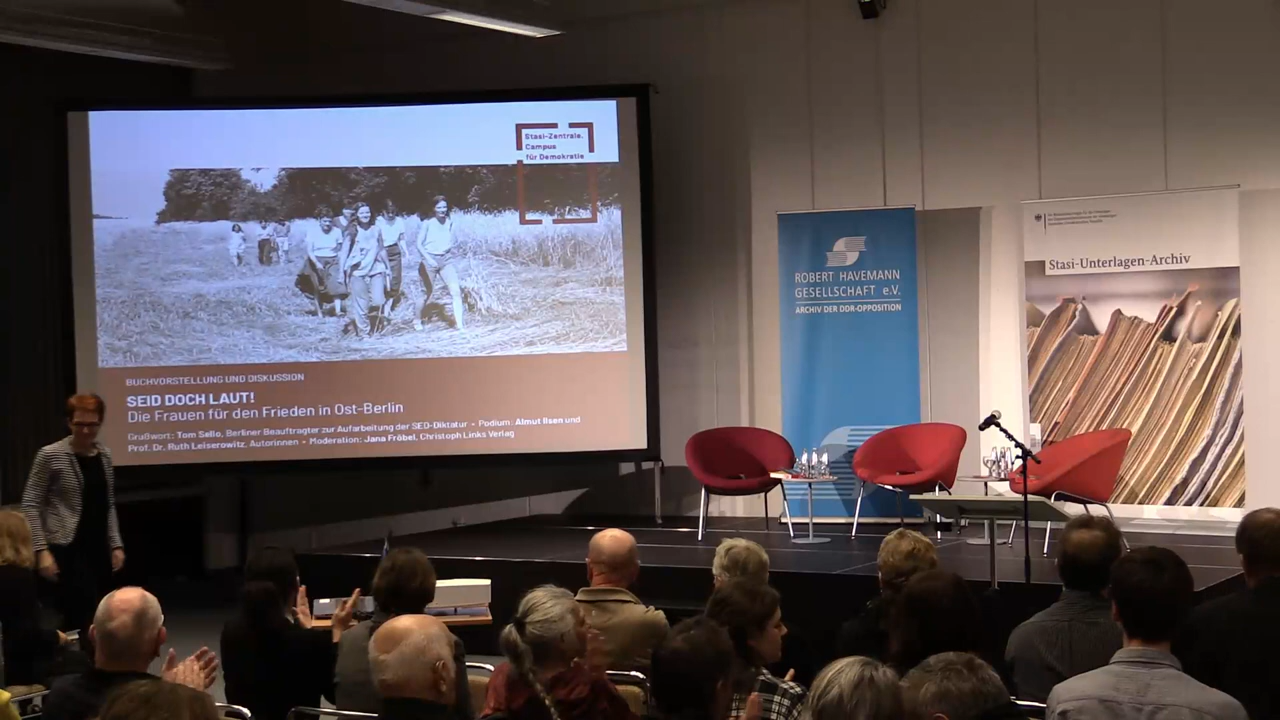 Stasi-Zentrale.
Campus
für Demokratie
BUCHVORSTELLUNG UND DISKUSSION
SEID DOCH LAUT!
Die Frauen für den Frieden in Ost-Berlin
Grußwort: Tom Sello, Berliner Beauftragter zur Aufarbeitung der SED-Diktatur • Podium: Almut Ilsen und
Prof. Dr. Ruth Leiserowitz, Autorinnen • Moderation: Jana Fröbel, Christoph Links Verlag
ROBERT HAVEMANN
GESELLSCHAFT e.V.
ARCHIV DER DDR-OPPOSITION
Stasi-Unterlagen-Archiv